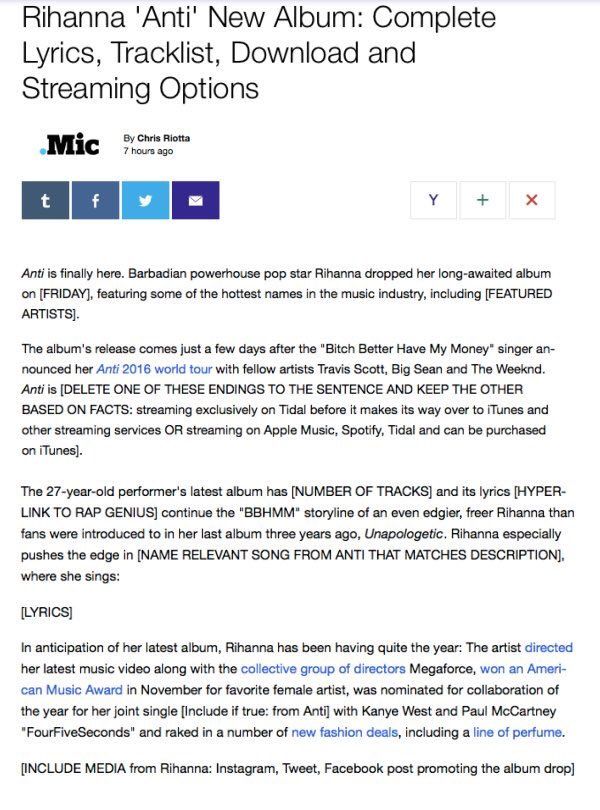 Rihanna 'Anti' New Album: Complete
Lyrics, Tracklist, Download and
Streaming Options
.Mic
By Chris Riotta
7 hours ago
t f
Y + ×
Anti is finally here. Barbadian powerhouse pop star Rihanna dropped her long-awaited album
on [FRIDAY], featuring some of the hottest names in the music industry, including [FEATURED
ARTISTS].
The album's release comes just a few days after the "Bitch Better Have My Money" singer an-
nounced her Anti 2016 world tour with fellow artists Travis Scott, Big Sean and The Weeknd.
Anti is [DELETE ONE OF THESE ENDINGS TO THE SENTENCE AND KEEP THE OTHER
BASED ON FACTS: streaming exclusively on Tidal before it makes its way over to iTunes and
other streaming services OR streaming on Apple Music, Spotify, Tidal and can be purchased
on iTunes].
The 27-year-old performer's latest album has [NUMBER OF TRACKS] and its lyrics [HYPER-
LINK TO RAP GENIUS] continue the "BBHMM" storyline of an even edgier, freer Rihanna than
fans were introduced to in her last album three years ago, Unapologetic. Rihanna especially
pushes the edge in [NAME RELEVANT SONG FROM ANTI THAT MATCHES DESCRIPTION],
where she sings:
[LYRICS]
In anticipation of her latest album, Rihanna has been having quite the year: The artist directed
her latest music video along with the collective group of directors Megaforce, won an Ameri-
can Music Award in November for favorite female artist, was nominated for collaboration of
the year for her joint single [Include if true: from Anti] with Kanye West and Paul McCartney
"FourFiveSeconds" and raked in a number of new fashion deals, including a line of perfume.
[INCLUDE MEDIA from Rihanna: Instagram, Tweet, Facebook post promoting the album drop]